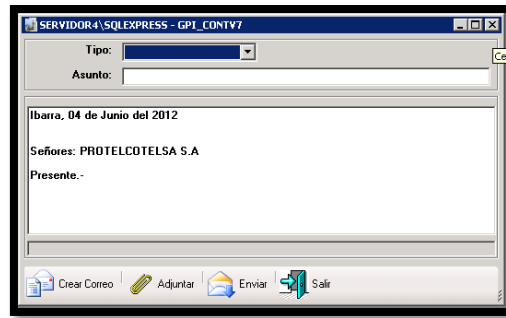 SERVIDOR4\SQLEXPRESS - GPI_CONTV7
Tipo:
Ce
Asunto:
Ibarra, 04 de Junio del 2012
Señores: PROTELCOTELSA S.A
Presente.-
Crear Correo Adjuntar Enviar Salir